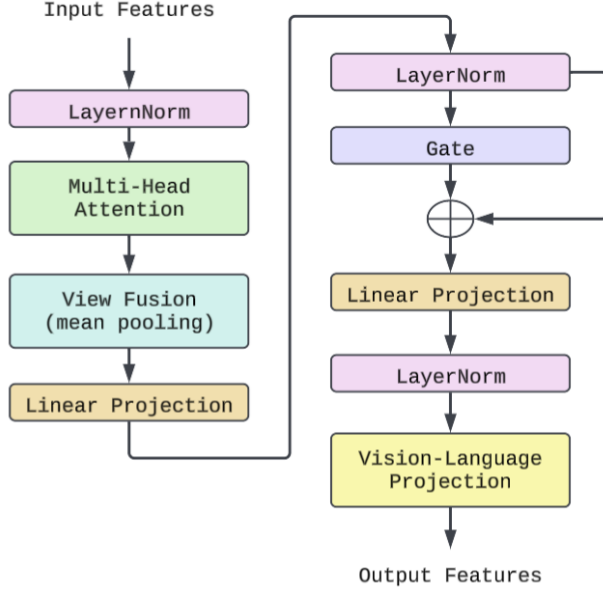 Input Features
LayernNorm
Multi-Head
Attention
View Fusion
(mean pooling)
Linear Projection
LayerNorm
Gate
Linear Projection
LayerNorm
Vision-Language
Projection
Output Features